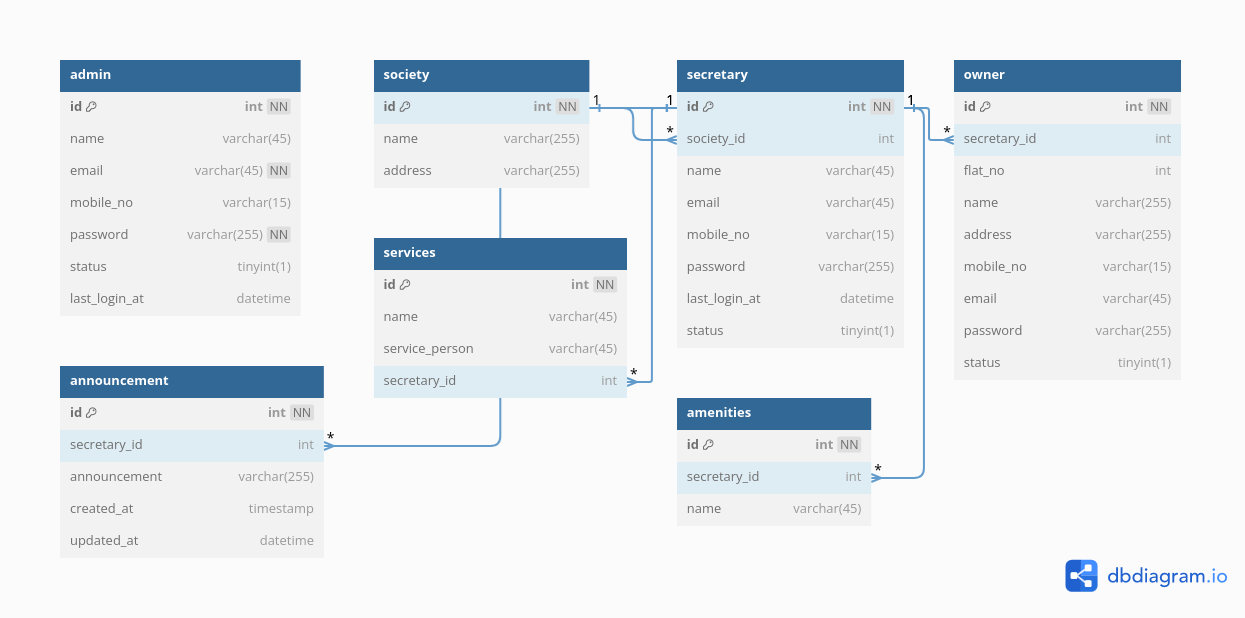 admin
id int NN
name varchar(45)
email varchar(45) NN
mobile_no varchar(15)
password varchar(255) NN
status tinyint(1)
last_login_at datetime
society
id int NN
name varchar(255)
address varchar(255)
1
1
*
secretary
id int NN
society_id int
name varchar(45)
email varchar(45)
mobile_no varchar(15)
password varchar(255)
last_login_at datetime
status tinyint(1)
1
*
owner
id int NN
secretary_id int
flat_no int
name varchar(255)
address varchar(255)
mobile_no varchar(15)
email varchar(45)
password varchar(255)
status tinyint(1)
services
id int NN
name varchar(45)
service_person varchar(45)
secretary_id int
*
announcement
id int NN
secretary_id int
announcement varchar(255)
created_at timestamp
updated_at datetime
*
amenities
id int NN
secretary_id int
name varchar(45)
*
dbdiagram.io